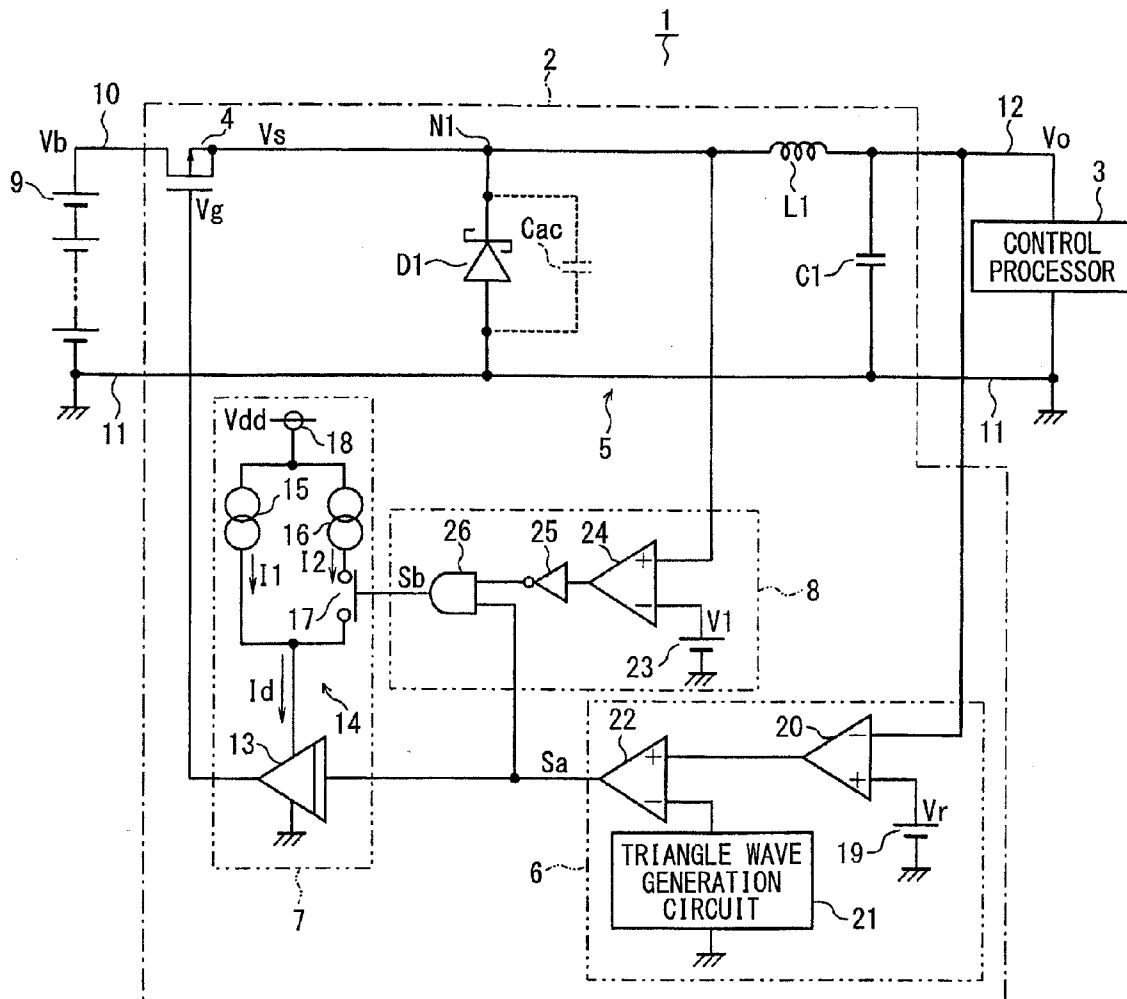 1
2
10
4
Vb
Vs
N1
12
Vo
9
Vg
L1
3
CONTROL
PROCESSOR
Cac
D1
C1
11
5
11
Vdd
18
15
16
26
25
24
I1
I2
Sb
+
8
17
−
V1
23
Id
14
22
20
13
Sa
+
−
−
+
Vr
19
6
TRIANGLE WAVE
GENERATION
CIRCUIT
21
7